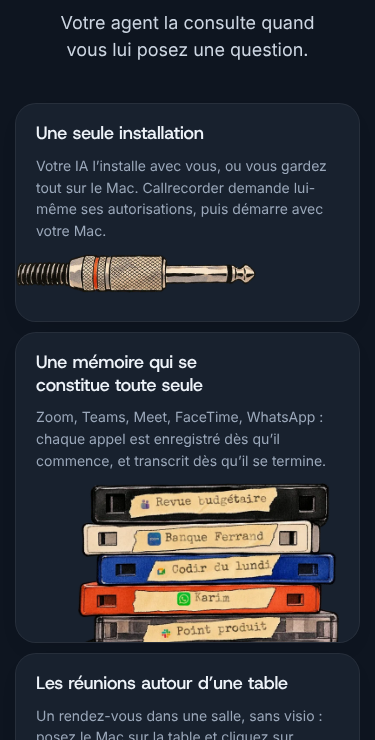 Votre agent la consulte quand
vous lui posez une question.
Une seule installation
Votre IA l’installe avec vous, ou vous gardez
tout sur le Mac. Callrecorder demande lui-
même ses autorisations, puis démarre avec
votre Mac.
Une mémoire qui se
constitue toute seule
Zoom, Teams, Meet, FaceTime, WhatsApp :
chaque appel est enregistré dès qu’il
commence, et transcrit dès qu’il se termine.
Revue budgétaire
Banque Ferrand
Codir du lundi
Karim
Point produit
Les réunions autour d’une table
Un rendez-vous dans une salle, sans visio :
posez le Mac sur la table et cliquez sur